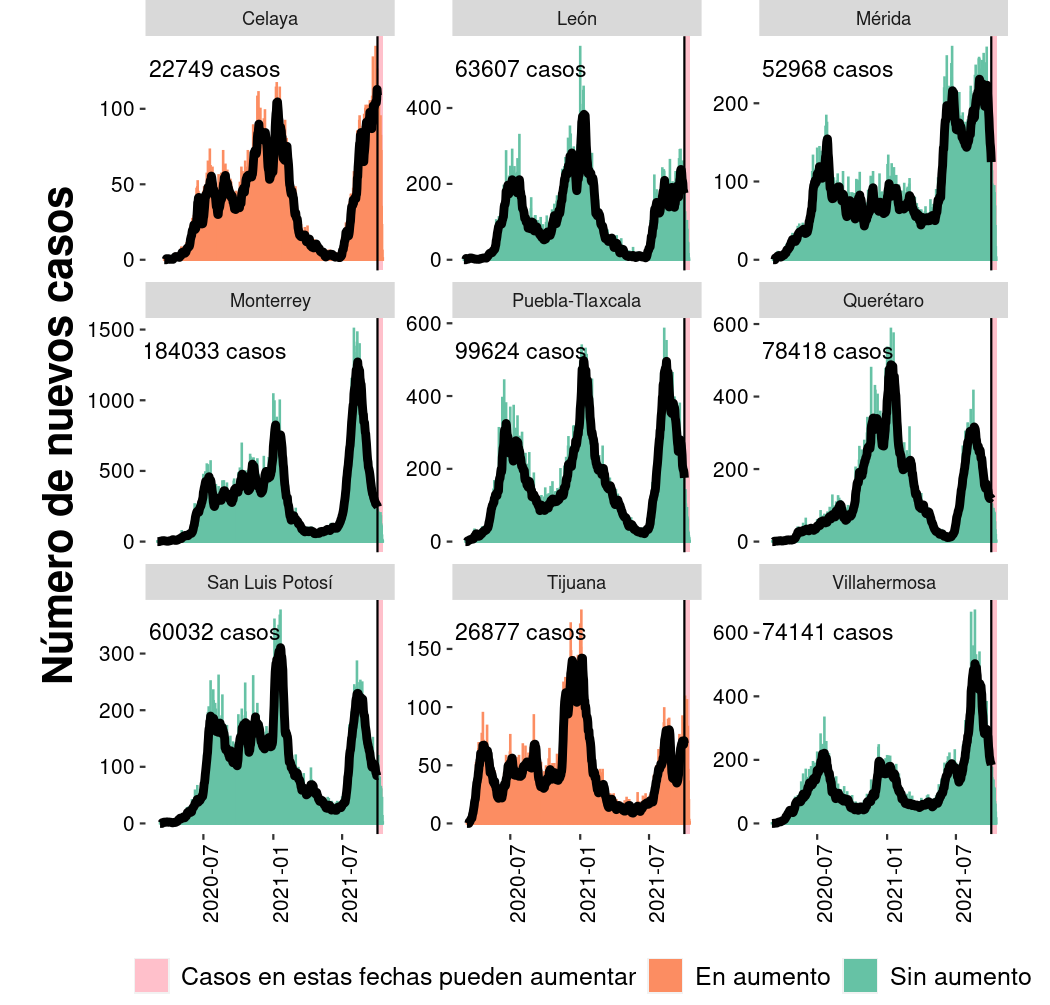 Número de nuevos casos
Celaya
León
Mérida
22749 casos
63607 casos
52968 casos
100
50
0
400
200
0
200
100
0
Monterrey
Puebla-Tlaxcala
Querétaro
184033 casos
99624 casos
78418 casos
1500
1000
500
0
600
400
200
0
600
400
200
0
San Luis Potosí
Tijuana
Villahermosa
60032 casos
26877 casos
74141 casos
300
200
100
0
150
100
50
0
600
400
200
0
2020-07
2021-01
2021-07
2020-07
2021-01
2021-07
2020-07
2021-01
2021-07
Casos en estas fechas pueden aumentar
En aumento
Sin aumento